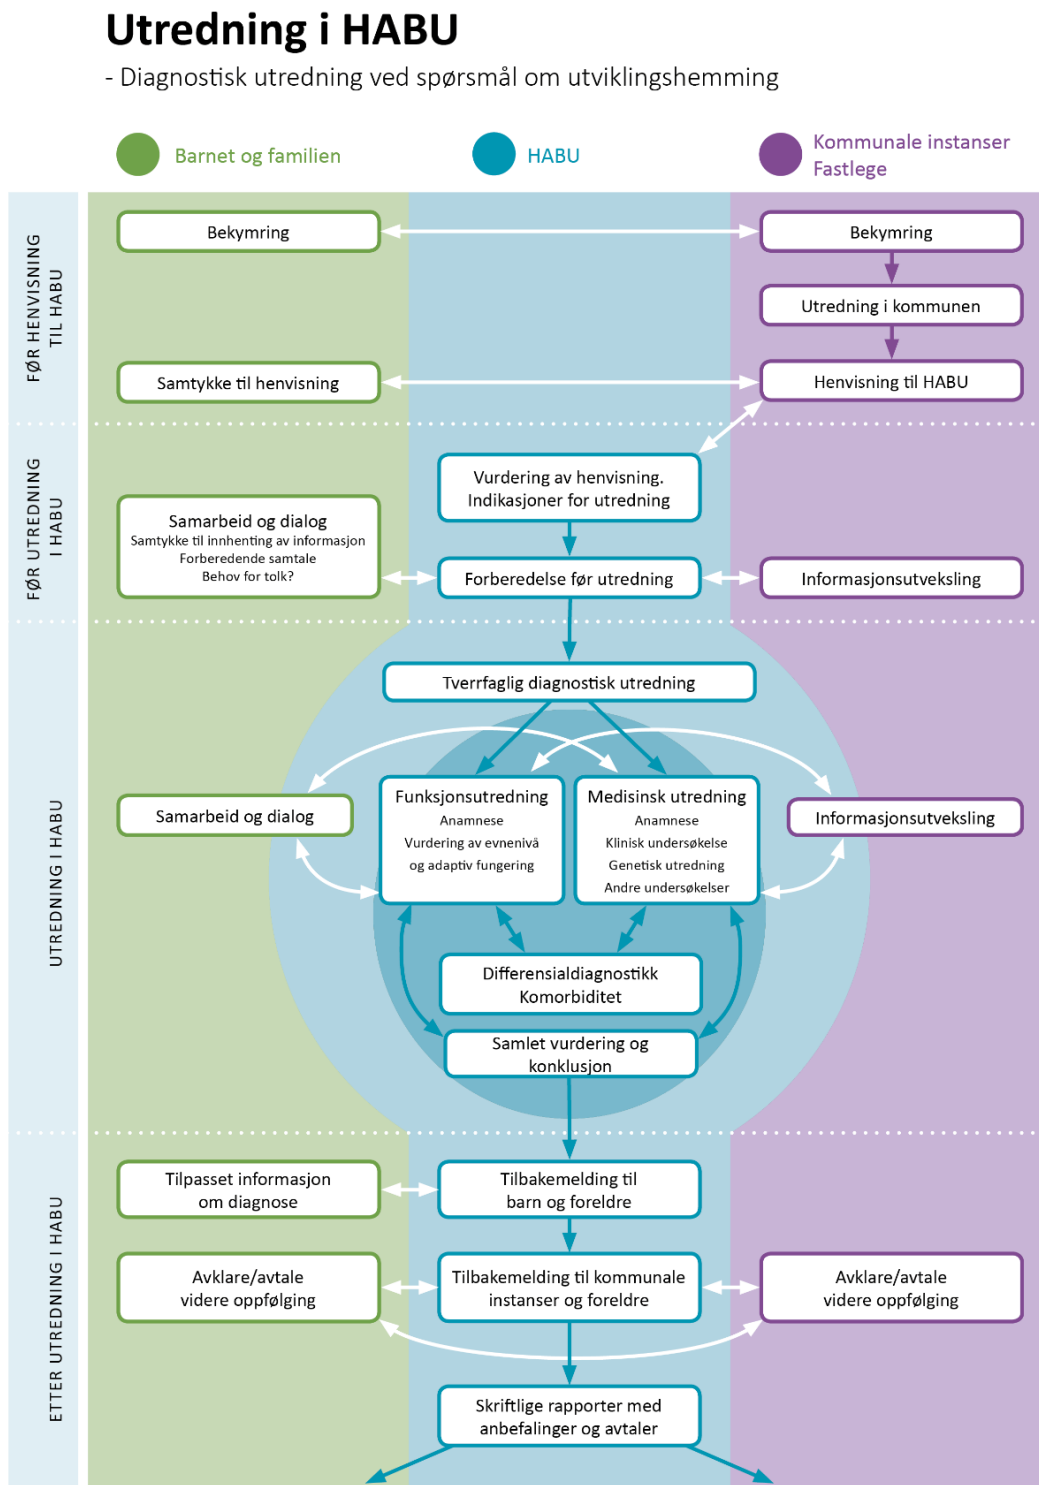 Utredning i HABU
- Diagnostisk utredning ved spørsmål om utviklingshemming
Barnet og familien
HABU
Kommunale instanser
Fastlege
FØR HENVISNING
TIL HABU
Bekymring
Bekymring
Utredning i kommunen
Samtykke til henvisning
Henvisning til HABU
FØR UTREDNING
I HABU
Vurdering av henvisning.
Indikasjoner for utredning
Samarbeid og dialog
Samtykke til innhenting av informasjon
Forberedende samtale
Behov for tolk?
Forberedelse før utredning
Informasjonsutveksling
UTREDNING I HABU
Tverrfaglig diagnostisk utredning
Samarbeid og dialog
Funksjonsutredning
Anamnese
Vurdering av evnenivå
og adaptiv fungering
Medisinsk utredning
Anamnese
Klinisk undersøkelse
Genetisk utredning
Andre undersøkelser
Informasjonsutveksling
Differensialdiagnostikk
Komorbiditet
Samlet vurdering og
konklusjon
ETTER UTREDNING I HABU
Tilpasset informasjon
om diagnose
Tilbakemelding til
barn og foreldre
Avklare/avtale
videre oppfølging
Tilbakemelding til kommunale
instanser og foreldre
Avklare/avtale
videre oppfølging
Skriftlige rapporter med
anbefalinger og avtaler